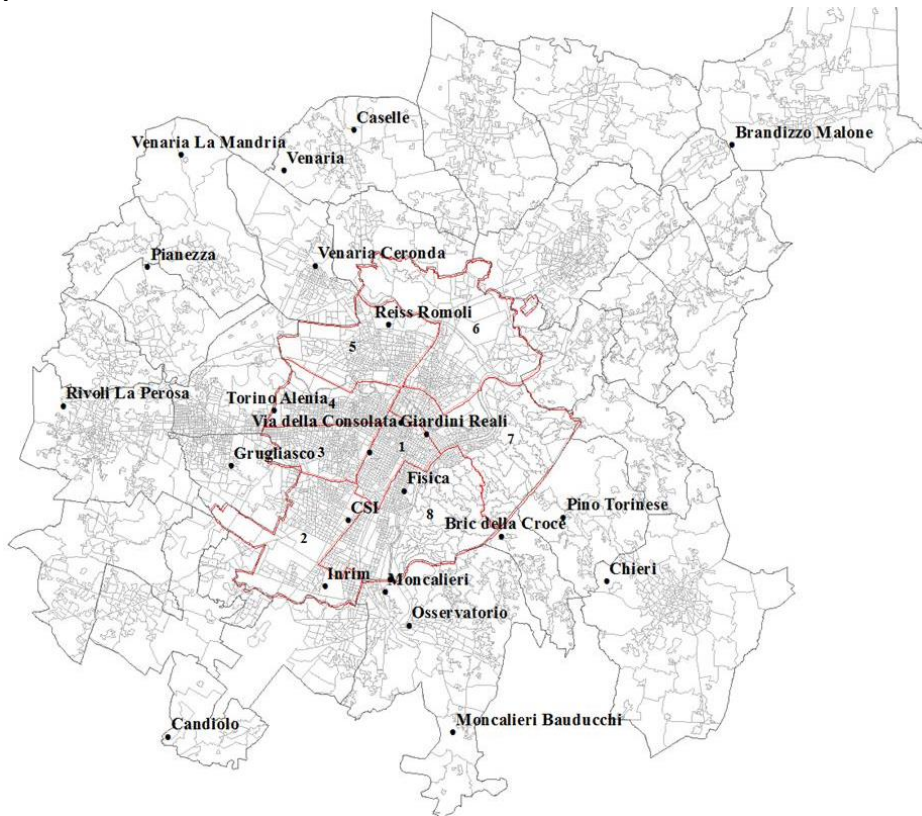 Caselle
Brandizzo Malone
Venaria La Mandria
Venaria
Pianezza
Venaria Ceronda
Reiss Romoli
6
5
Rivoli La Perosa
Torino Alenia
4
Via della Consolata
Giardini Reali
7
1
3
Grugliasco
Fisica
CSI
8
Pino Torinese
Bric della Croce
2
Inrim
Moncalieri
Chieri
Osservatorio
Candiolo
Moncalieri Bauducchi